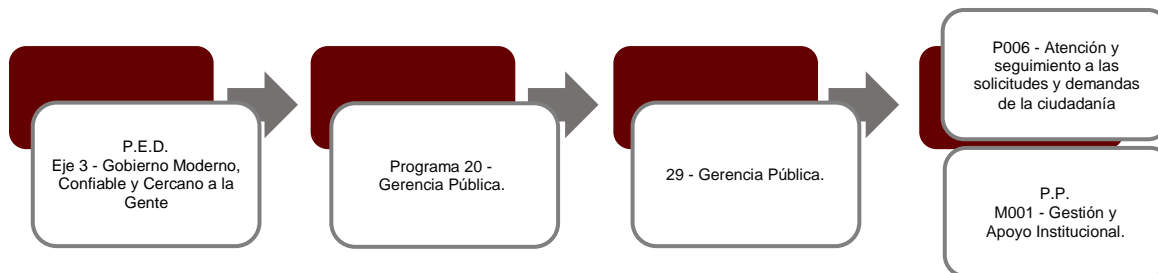 P.E.D.
Eje 3 - Gobierno Moderno,
Confiable y Cercano a la
Gente
Programa 20 -
Gerencia Pública.
29 - Gerencia Pública.
P006 - Atención y
seguimiento a las
solicitudes y demandas
de la ciudadanía
P.P.
M001 - Gestión y
Apoyo Institucional.